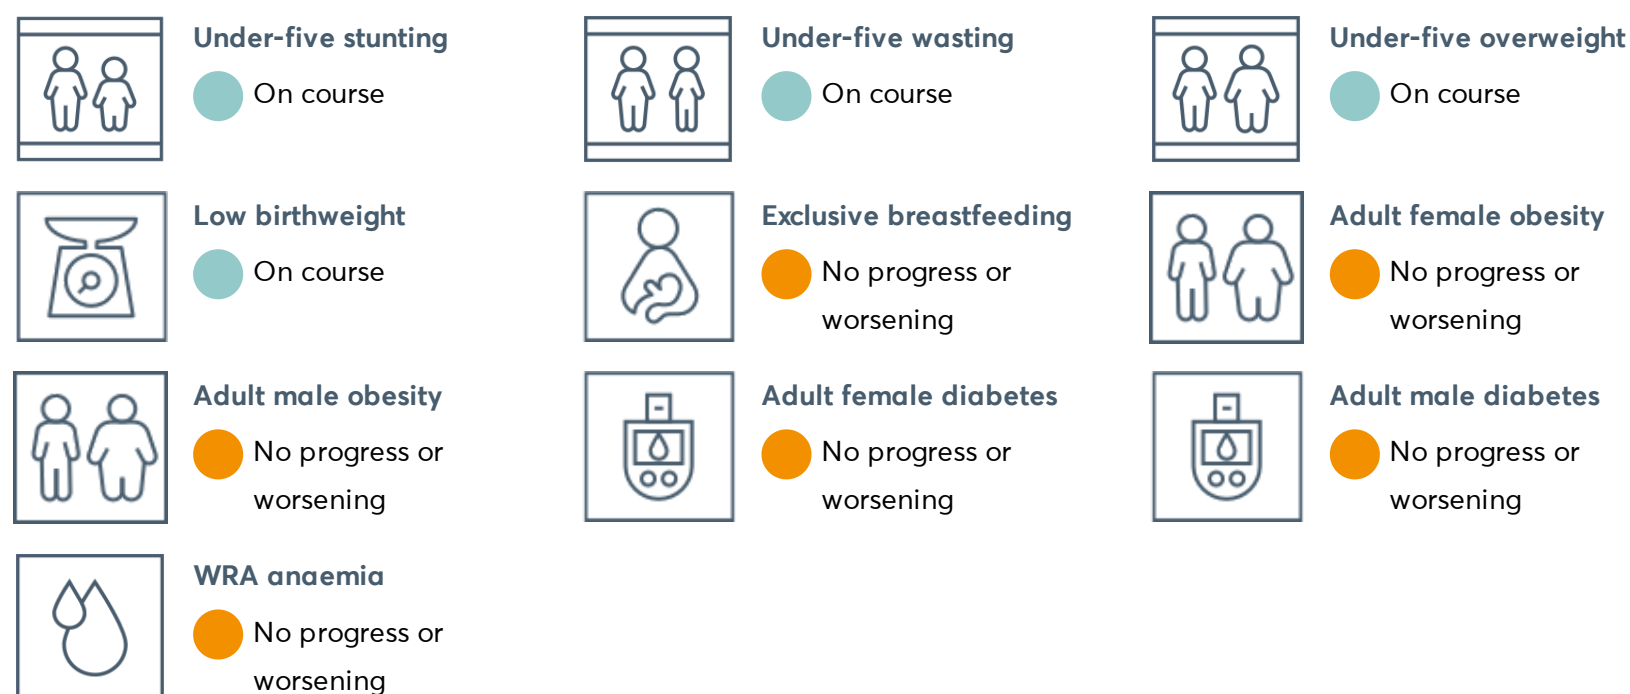 Under-five stunting
On course
Under-five wasting
On course
Under-five overweight
On course
Low birthweight
On course
Exclusive breastfeeding
No progress or
worsening
Adult female obesity
No progress or
worsening
Adult male obesity
No progress or
worsening
Adult female diabetes
No progress or
worsening
Adult male diabetes
No progress or
worsening
WRA anaemia
No progress or
worsening